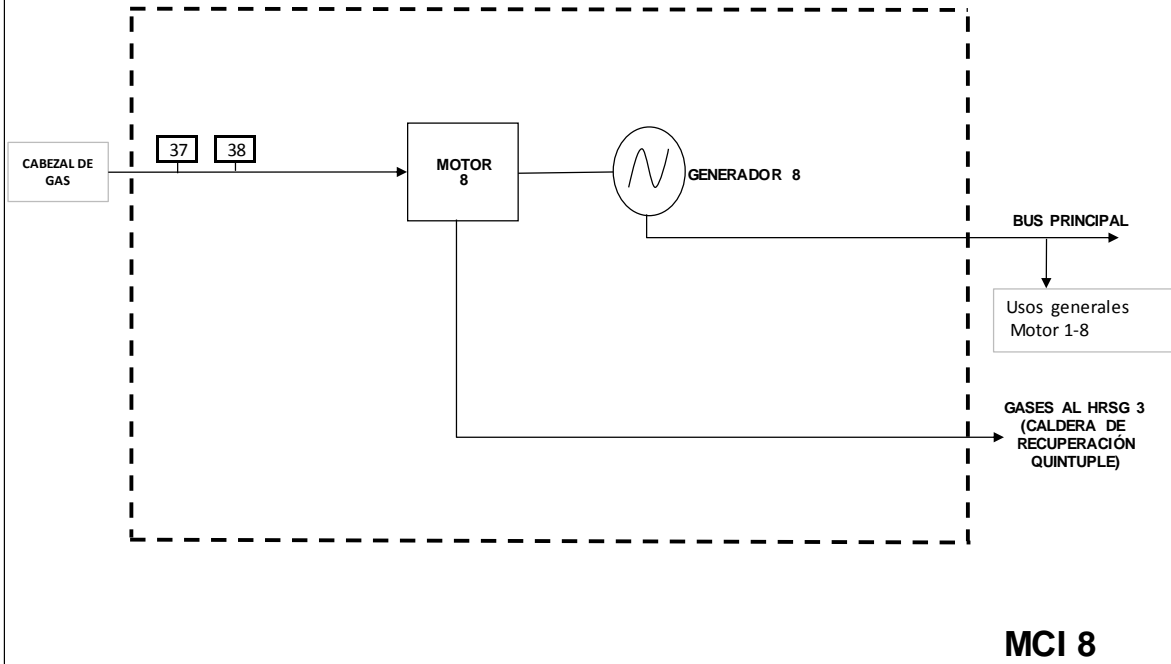 37
38
CABEZAL DE
GAS
MOTOR
8
GENERADOR 8
BUS PRINCIPAL
Usos generales
Motor 1-8
GASES AL HRSG 3
(CALDERA DE
RECUPERACIÓN
QUINTUPLE)
MCI 8